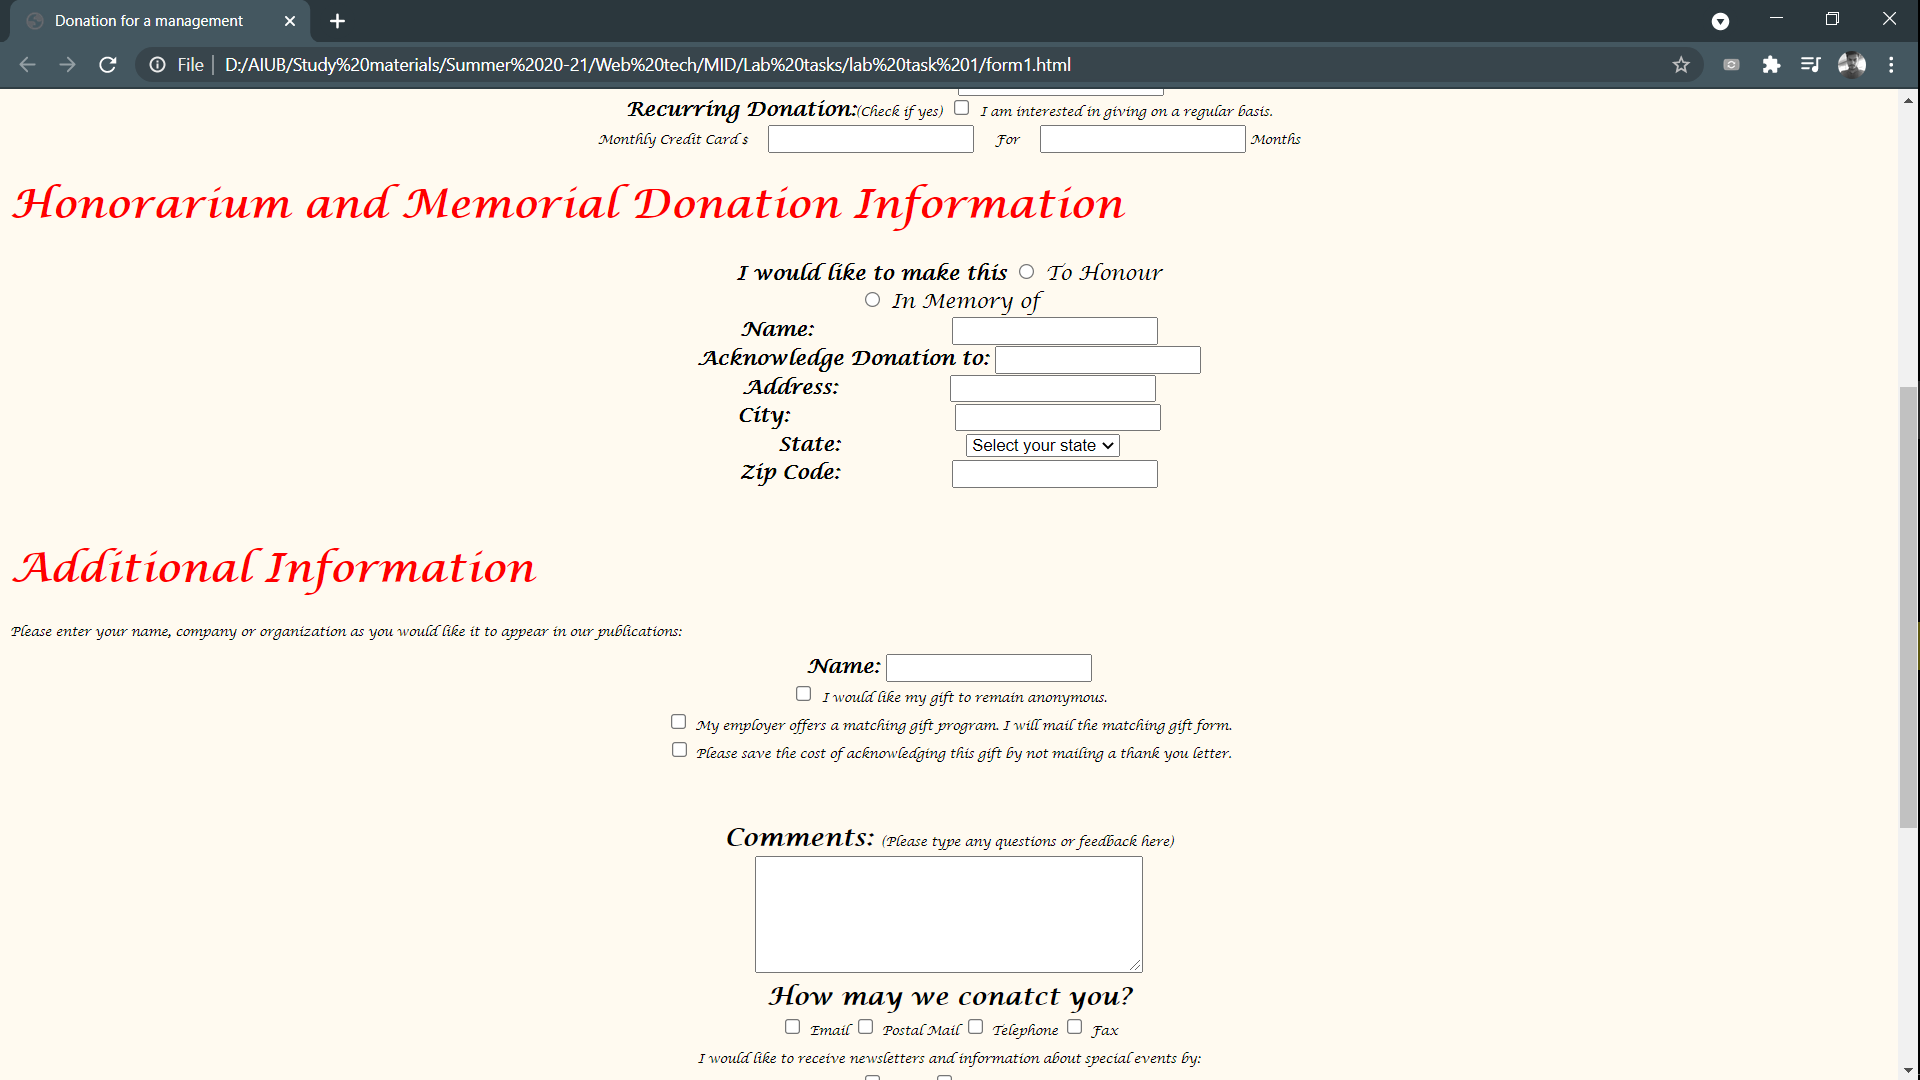 Donation for a management
File
D:/AIUB/Study%20materials/Summer%2020-21/Web%20tech/MID/Lab%20tasks/lab%20task%201/form1.html
Recurring Donation:(Check if yes) I am interested in giving on a regular basis.
Monthly Credit Card $ For Months
Honorarium and Memorial Donation Information
I would like to make this To Honour
In Memory of
Name:
Acknowledge Donation to:
Address:
City:
State: Select your state
Zip Code:
Additional Information
Please enter your name, company or organization as you would like it to appear in our publications:
Name:
I would like my gift to remain anonymous.
My employer offers a matching gift program. I will mail the matching gift form.
Please save the cost of acknowledging this gift by not mailing a thank you letter.
Comments: (Please type any questions or feedback here)
How may we conatct you?
Email Postal Mail Telephone Fax
I would like to receive newsletters and information about special events by: